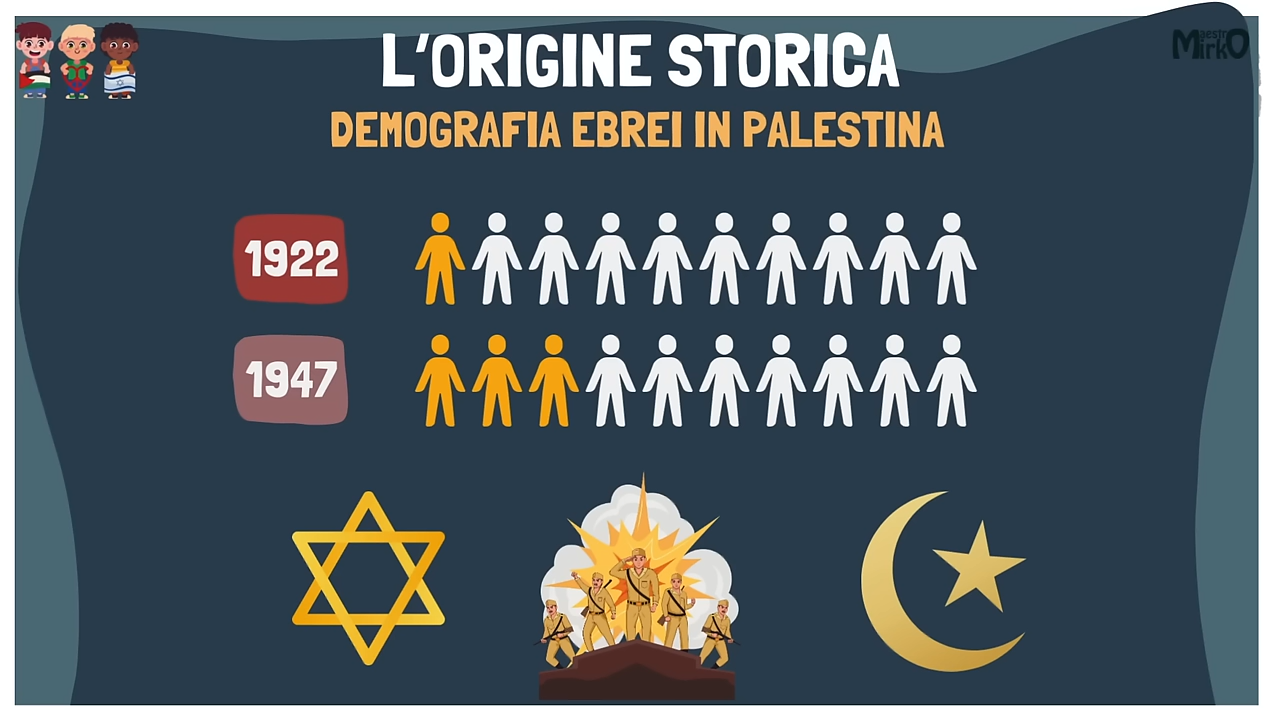 L'ORIGINE STORICA
Maestro MirkO
DEMOGRAFIA EBREI IN PALESTINA
1922
1947